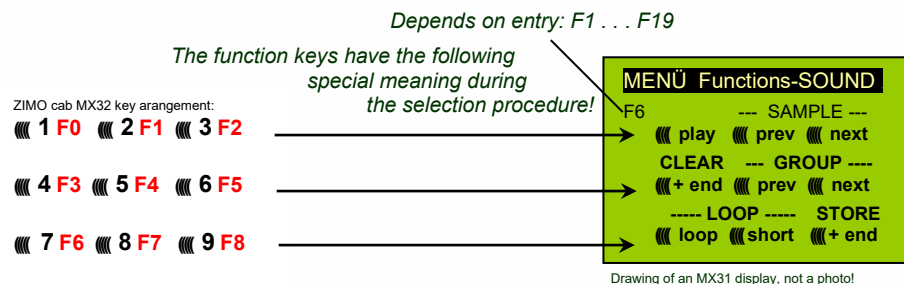 Depends on entry: F1 . . . F19
The function keys have the following
special meaning during
the selection procedure!
ZIMO cab MX32 key arangement:
((((( 1 F0 ((((( 2 F1 ((((( 3 F2
((((( 4 F3 ((((( 5 F4 ((((( 6 F5
((((( 7 F6 ((((( 8 F7 ((((( 9 F8
MENÜ Functions-SOUND
F6 --- SAMPLE ---
(((( play (((( prev (((( next
CLEAR --- GROUP ----
((((+ end (((( prev (((( next
----- LOOP ----- STORE
(((( loop ((((short ((((+ end
Drawing of an MX31 display, not a photo!